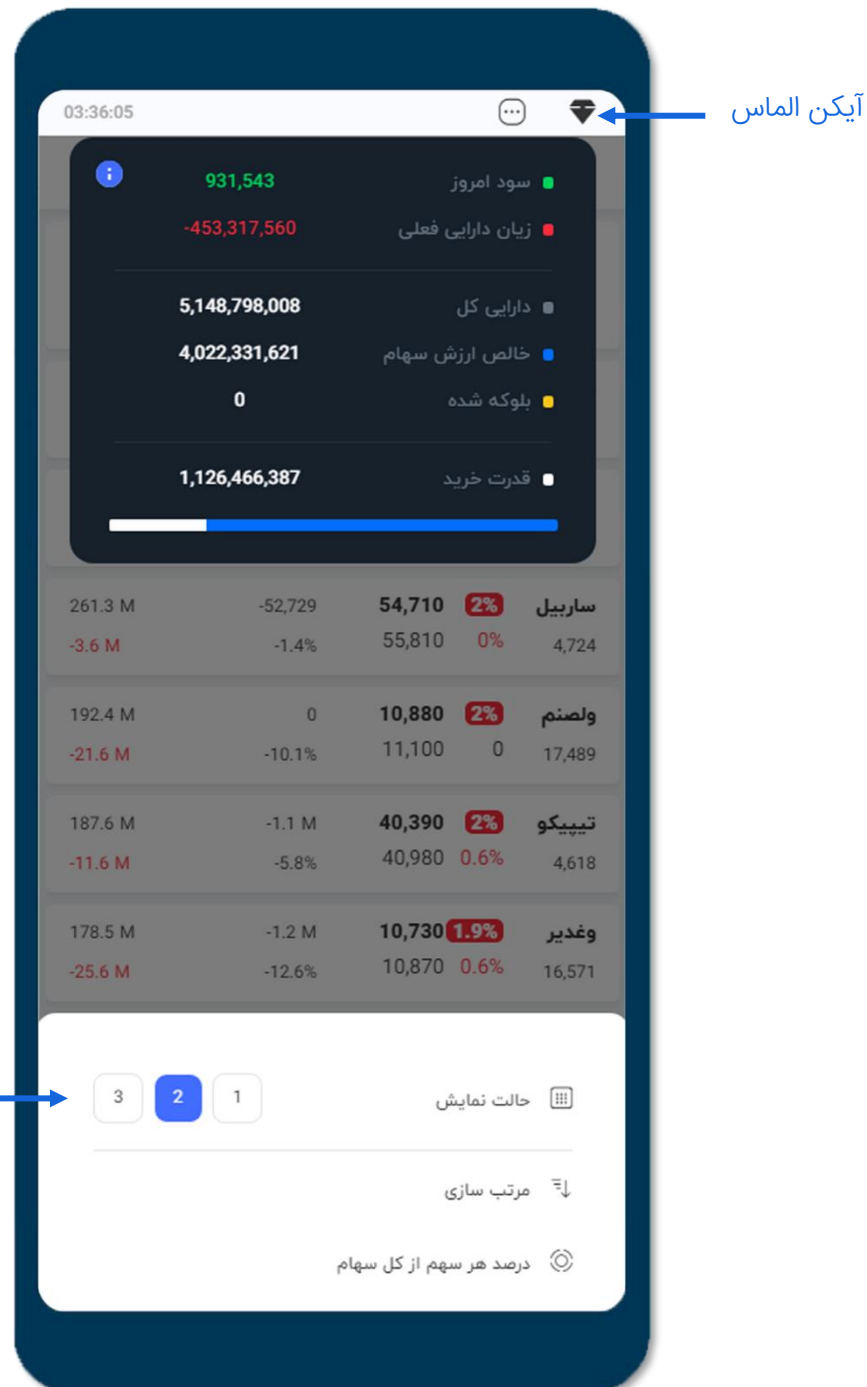 03:36:05
آیکن الماس
سود امروز 931,543
زیان دارایی فعلی -453,317,560
دارایی کل 5,148,798,008
خالص ارزش سهام 4,022,331,621
بلوکه شده 0
قدرت خرید 1,126,466,387
ساربیل 2% 54,710 -52,729 261.3 M
4,724 0% 55,810 -1.4% -3.6 M
ولصنم 2% 10,880 0 192.4 M
17,489 0 11,100 -10.1% -21.6 M
تیپیکو 2% 40,390 -1.1 M 187.6 M
4,618 0.6% 40,980 -5.8% -11.6 M
وغدیر 1.9% 10,730 -1.2 M 178.5 M
16,571 0.6% 10,870 -12.6% -25.6 M
حالت نمایش 1 2 3
مرتب سازی
درصد هر سهم از کل سهام